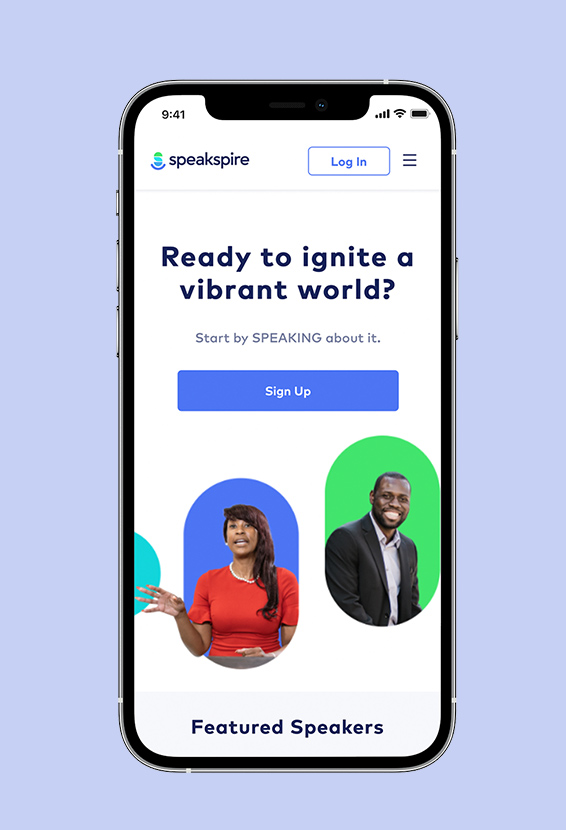 9:41
speakspire
Log In
Ready to ignite a
vibrant world?
Start by SPEAKING about it.
Sign Up
Featured Speakers